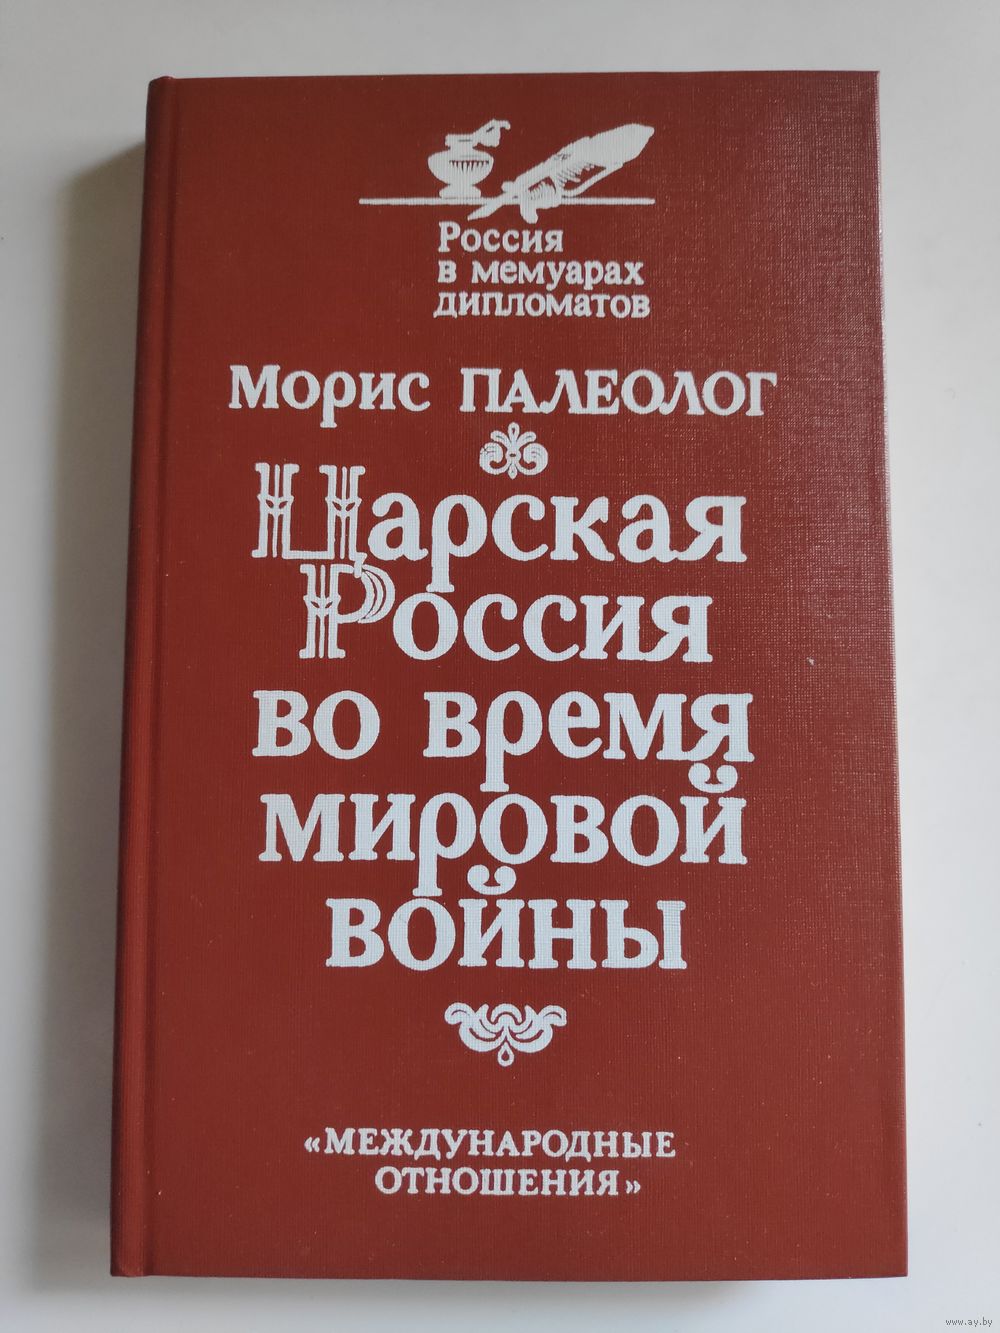 Россия
в мемуарах
дипломатов
Морис ПАЛЕОЛОГ
Царская
Россия
во время
мировой
войны
«МЕЖДУНАРОДНЫЕ
ОТНОШЕНИЯ»
www.ay.by